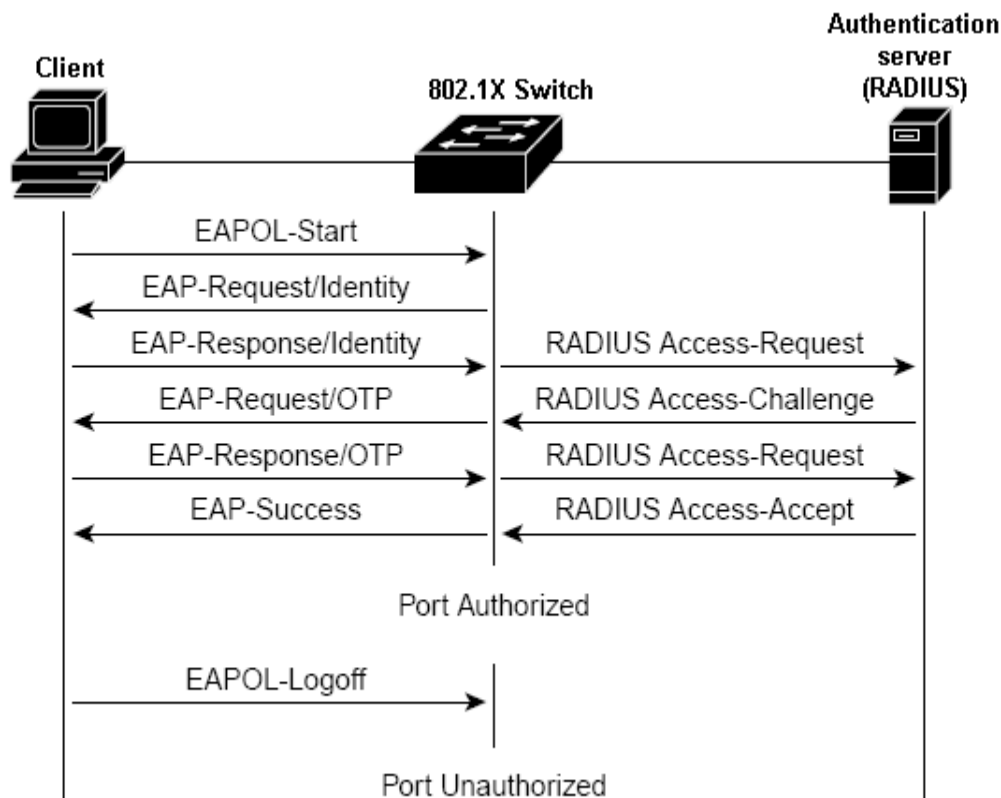 Client
802.1X Switch
Authentication
server
(RADIUS)
EAPOL-Start
EAP-Request/Identity
EAP-Response/Identity
RADIUS Access-Request
EAP-Request/OTP
RADIUS Access-Challenge
EAP-Response/OTP
RADIUS Access-Request
EAP-Success
RADIUS Access-Accept
Port Authorized
EAPOL-Logoff
Port Unauthorized